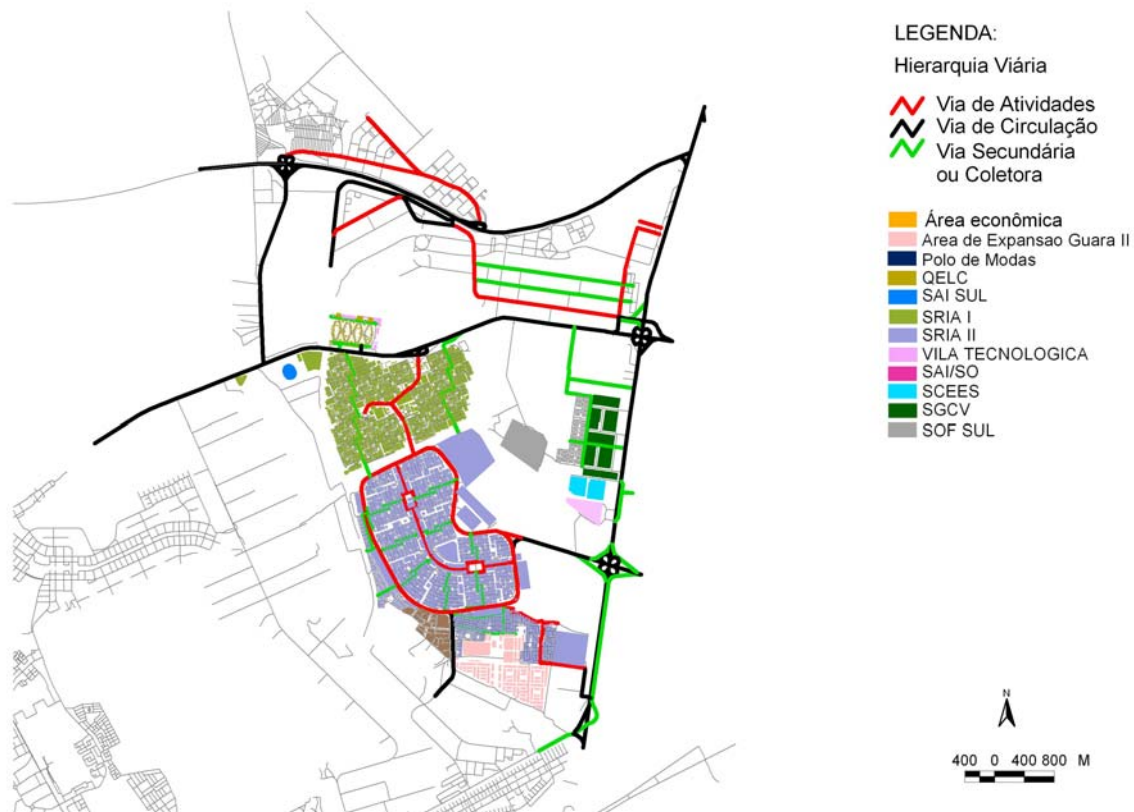 LEGENDA:
Hierarquia Viária
Via de Atividades
Via de Circulação
Via Secundária
ou Coletora
Área econômica
Area de Expansao Guara II
Polo de Modas
QELC
SAI SUL
SRIA I
SRIA II
VILA TECNOLOGICA
SAI/SO
SCEES
SGCV
SOF SUL
N
400 0 400 800 M